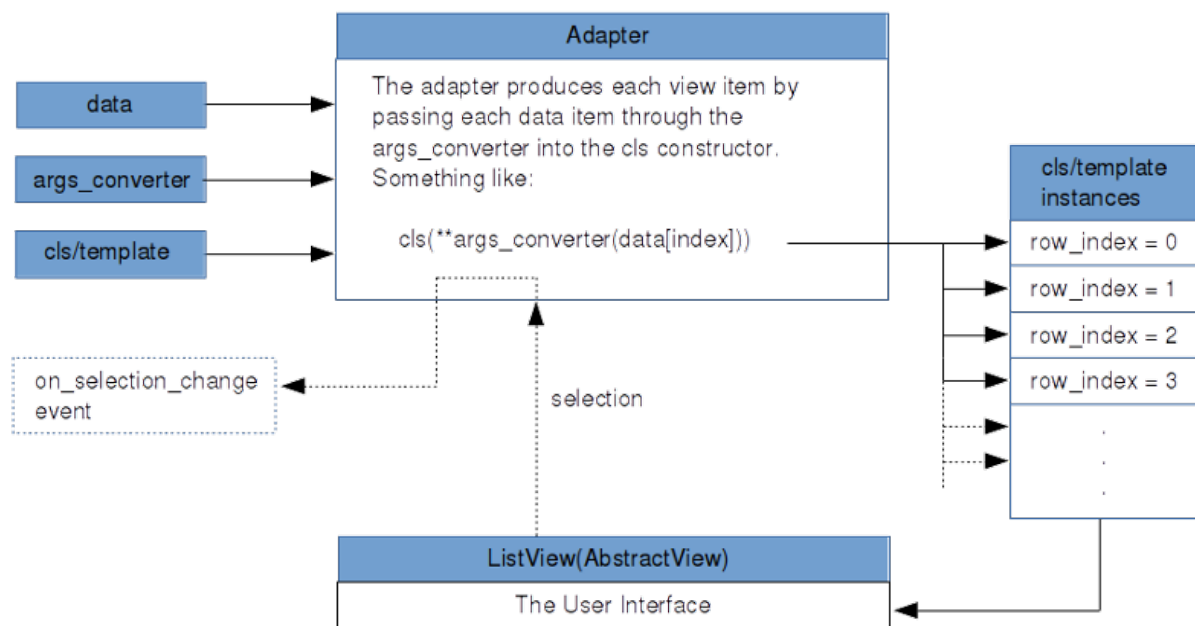 Adapter
The adapter produces each view item by
passing each data item through the
args_converter into the cls constructor.
Something like:
cls(**args_converter(data[index]))
data
args_converter
cls/template
on_selection_change
event
selection
cls/template
instances
row_index = 0
row_index = 1
row_index = 2
row_index = 3
.
.
.
ListView(AbstractView)
The User Interface